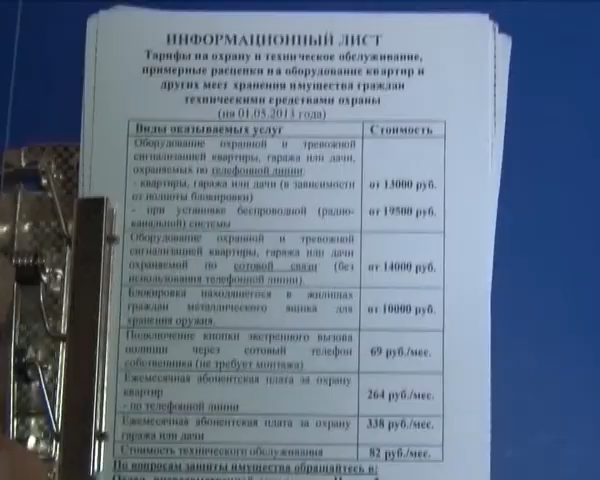 ИНФОРМАЦИОННЫЙ ЛИСТ
Тарифы на охрану и техническое обслуживание,
примерные расценки на оборудование квартир и
других мест хранения имущества граждан
техническими средствами охраны
(на 01.05.2013 года)
Виды оказываемых услуг Стоимость
Оборудование охранной и тревожной
сигнализацией квартиры, гаража или дачи,
охраняемых по телефонной линии:
- квартиры, гаража или дачи (в зависимости от 13000 руб.
от полноты блокировки)
- при установке беспроводной (радио- от 19500 руб.
канальной) системы
Оборудование охранной и тревожной
сигнализацией квартиры, гаража или дачи
охраняемой по сотовой связи (без от 14000 руб.
использования телефонной линии).
Блокировка находящегося в жилищах
граждан металлического ящика для от 10000 руб.
хранения оружия.
Подключение кнопки экстренного вызова
полиции через сотовый телефон 69 руб./мес.
собственника (не требует монтажа)
Ежемесячная абонентская плата за охрану
квартир 264 руб./мес.
- по телефонной линии
Ежемесячная абонентская плата за охрану 338 руб./мес.
гаража или дачи
Стоимость технического обслуживания 82 руб./мес.
По вопросам защиты имущества обращайтесь в: